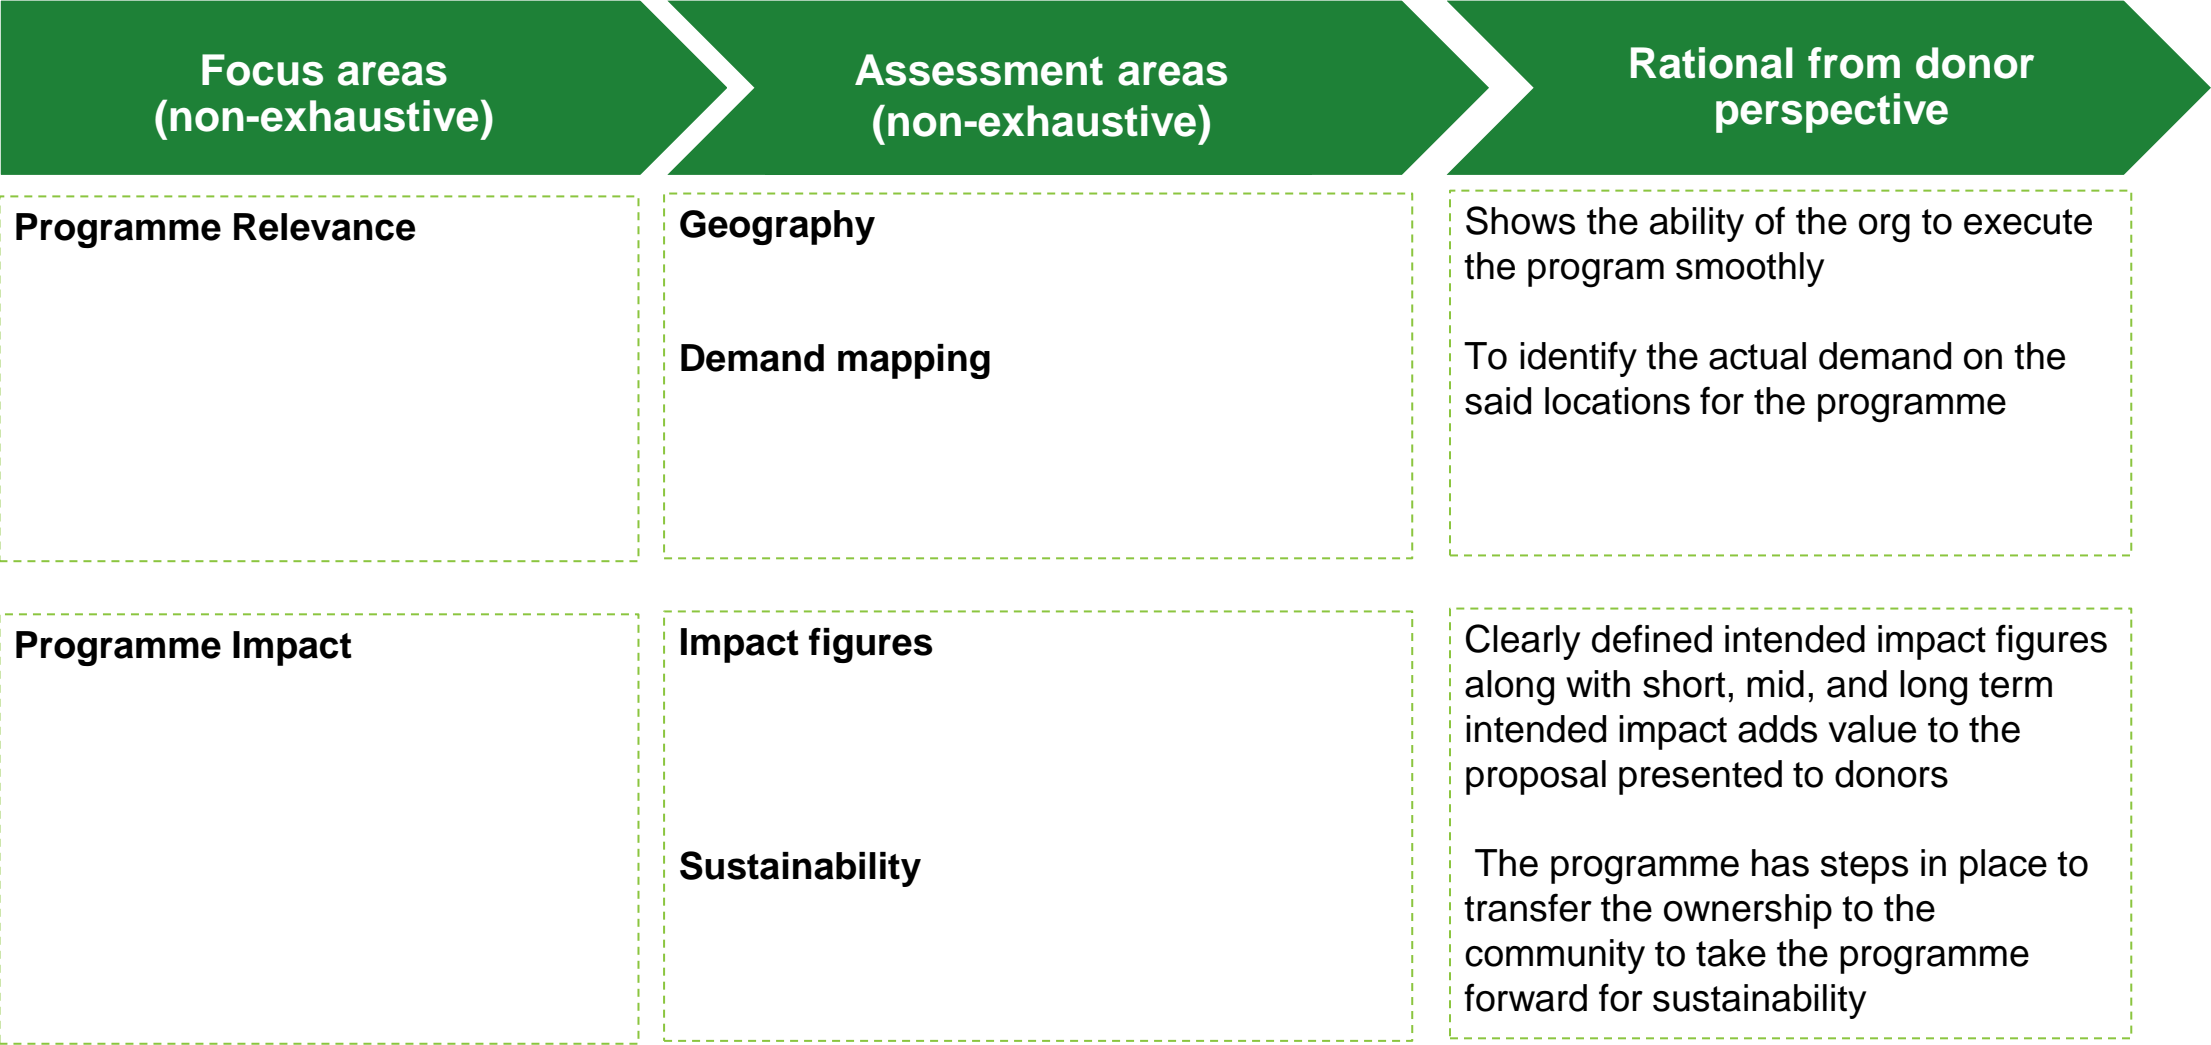 Focus areas
(non-exhaustive)
Assessment areas
(non-exhaustive)
Rational from donor
perspective
Programme Relevance
Geography
Demand mapping
Shows the ability of the org to execute
the program smoothly
To identify the actual demand on the
said locations for the programme
Programme Impact
Impact figures
Sustainability
Clearly defined intended impact figures
along with short, mid, and long term
intended impact adds value to the
proposal presented to donors
The programme has steps in place to
transfer the ownership to the
community to take the programme
forward for sustainability